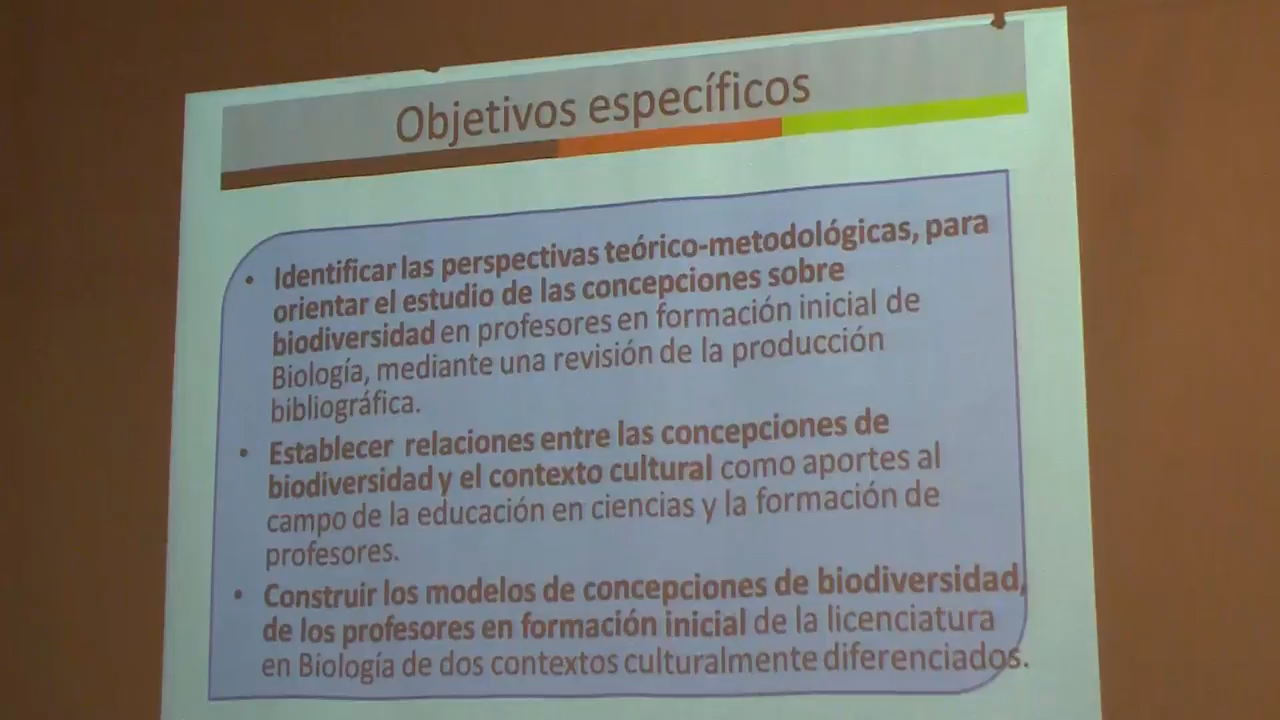 Objetivos específicos
• Identificar las perspectivas teórico-metodológicas, para
orientar el estudio de las concepciones sobre
biodiversidad en profesores en formación inicial de
Biología, mediante una revisión de la producción
bibliográfica.
• Establecer relaciones entre las concepciones de
biodiversidad y el contexto cultural como aportes al
campo de la educación en ciencias y la formación de
profesores.
• Construir los modelos de concepciones de biodiversidad,
de los profesores en formación inicial de la licenciatura
en Biología de dos contextos culturalmente diferenciados.